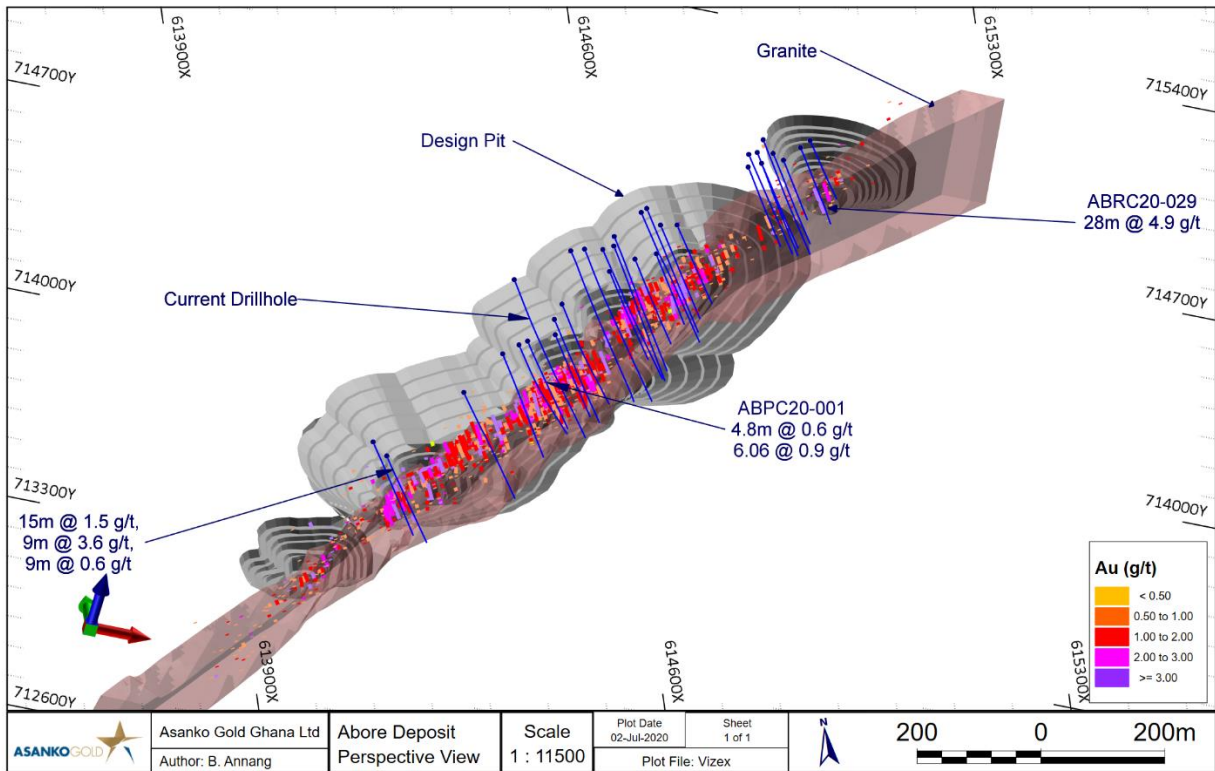 613900X
614600X
615300X
714700Y
Granite
715400Y
Design Pit
ABRC20-029
28m @ 4.9 g/t
714000Y
Current Drillhole
714700Y
ABPC20-001
4.8m @ 0.6 g/t
6.06 @ 0.9 g/t
713300Y
714000Y
15m @ 1.5 g/t,
9m @ 3.6 g/t,
9m @ 0.6 g/t
Au (g/t)
< 0.50
0.50 to 1.00
1.00 to 2.00
2.00 to 3.00
>= 3.00
712600Y
613900X
614600X
615300X
ASANKOGOLD
Asanko Gold Ghana Ltd
Author: B. Annang
Abore Deposit
Perspective View
Scale
1 : 11500
Plot Date
02-Jul-2020
Sheet
1 of 1
Plot File: Vizex
N
200 0 200m